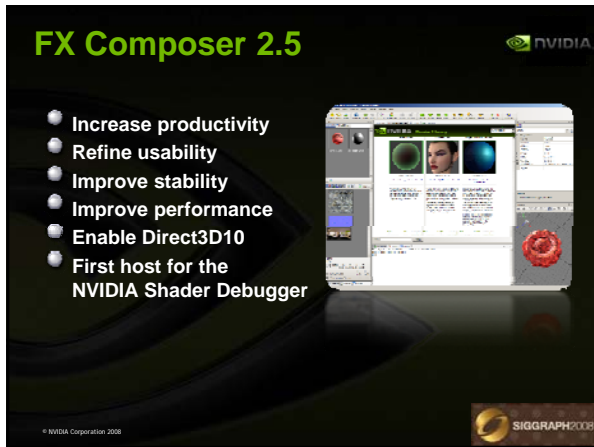 FX Composer 2.5
NVIDIA
Increase productivity
Refine usability
Improve stability
Improve performance
Enable Direct3D10
First host for the
NVIDIA Shader Debugger
© NVIDIA Corporation 2008
SIGGRAPH2008